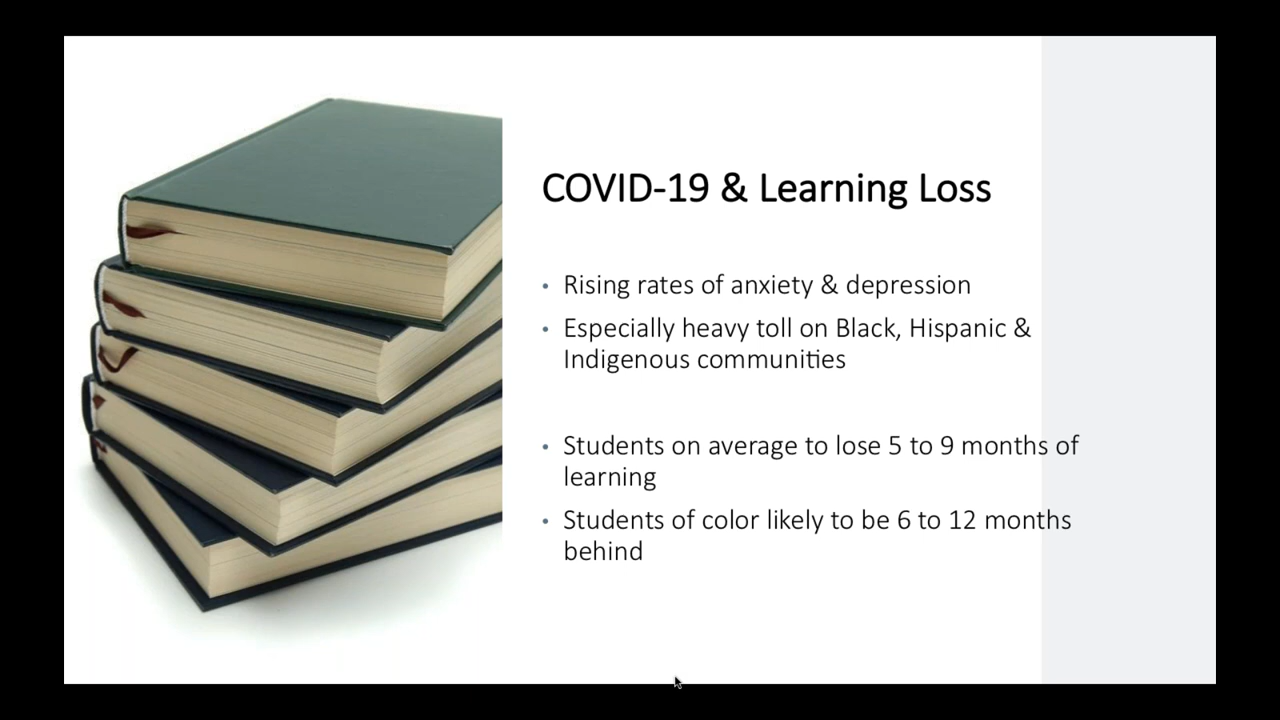 COVID-19 & Learning Loss
• Rising rates of anxiety & depression
• Especially heavy toll on Black, Hispanic &
Indigenous communities
• Students on average to lose 5 to 9 months of
learning
• Students of color likely to be 6 to 12 months
behind